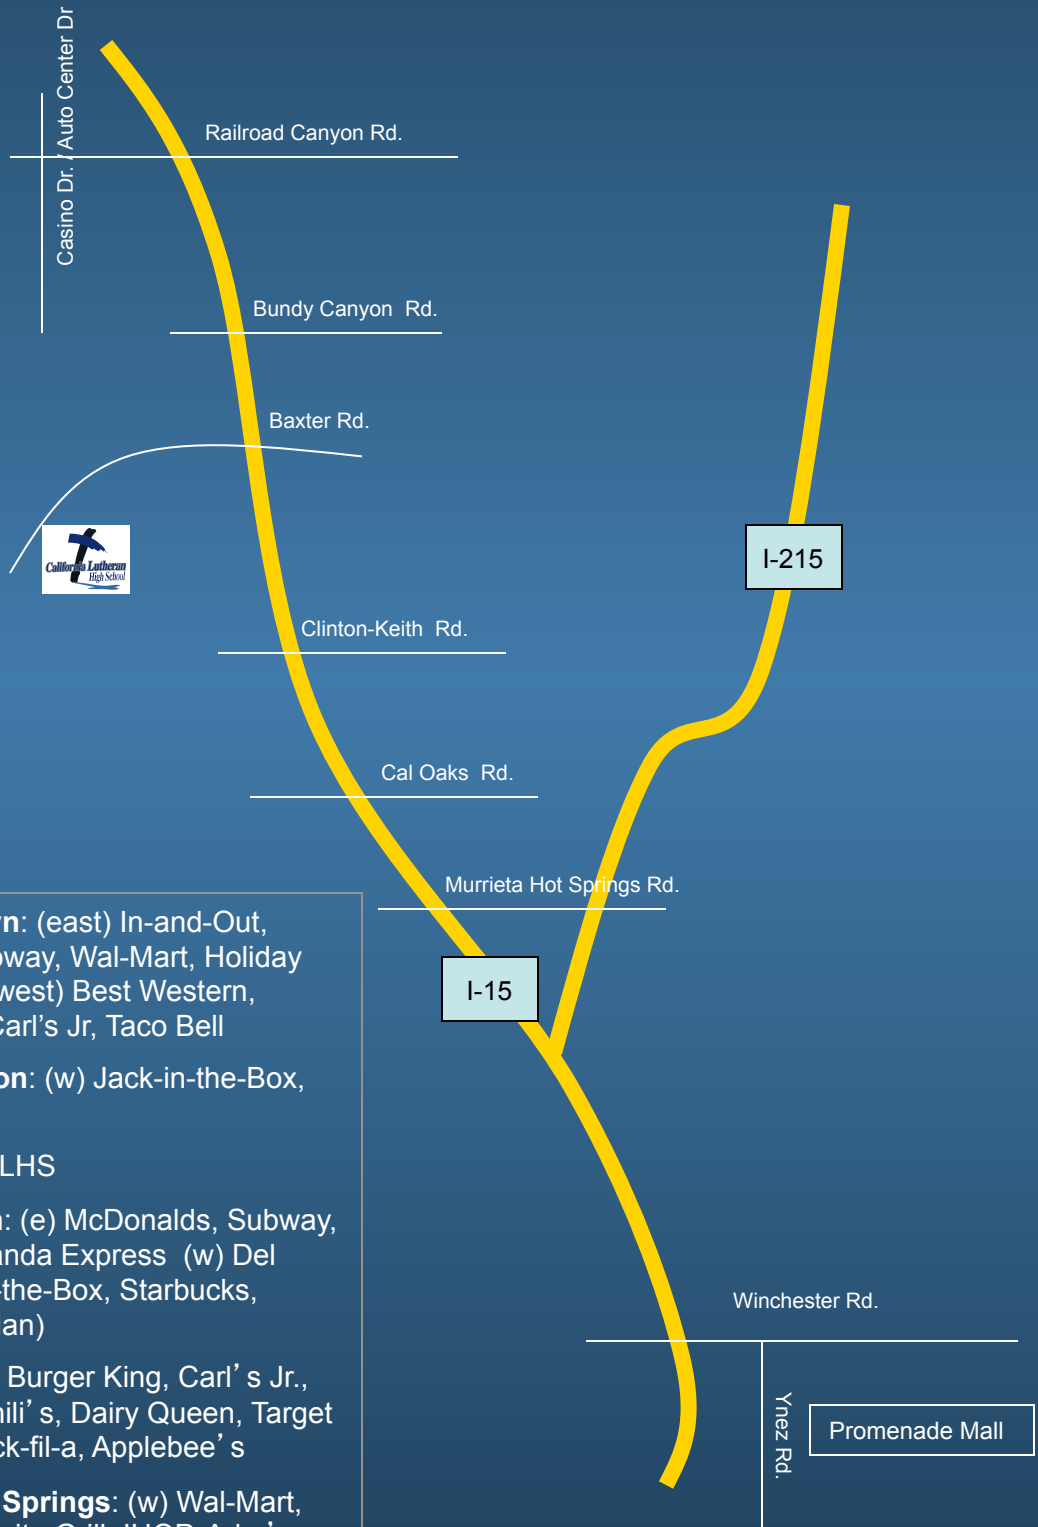 Casino Dr. / Auto Center Dr
Railroad Canyon Rd.
Bundy Canyon Rd.
Baxter Rd.
California Lutheran
High School
I-215
Clinton-Keith Rd.
Cal Oaks Rd.
Murrieta Hot Springs Rd.
I-15
: (east) In-and-Out,
Wal-Mart, Holiday
west) Best Western,
Carl's Jr, Taco Bell
: (w) Jack-in-the-Box,
LHS
: (e) McDonalds, Subway,
Express (w) Del
-the-Box, Starbucks,
Burger King, Carl’s Jr.,
Dairy Queen, Target
Applebee’s
Springs: (w) Wal-Mart,
Winchester Rd.
Ynez Rd.
Promenade Mall